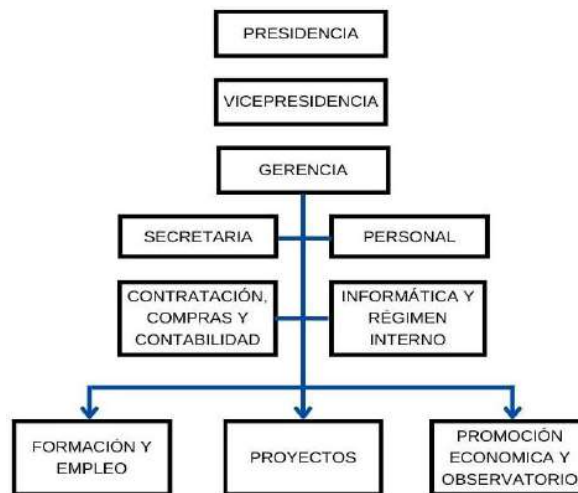 PRESIDENCIA
VICEPRESIDENCIA
GERENCIA
SECRETARIA
PERSONAL
CONTRATACIÓN,
COMPRAS Y
CONTABILIDAD
INFORMÁTICA Y
RÉGIMEN
INTERNO
FORMACIÓN Y
EMPLEO
PROYECTOS
PROMOCIÓN
ECONOMICA Y
OBSERVATORIO